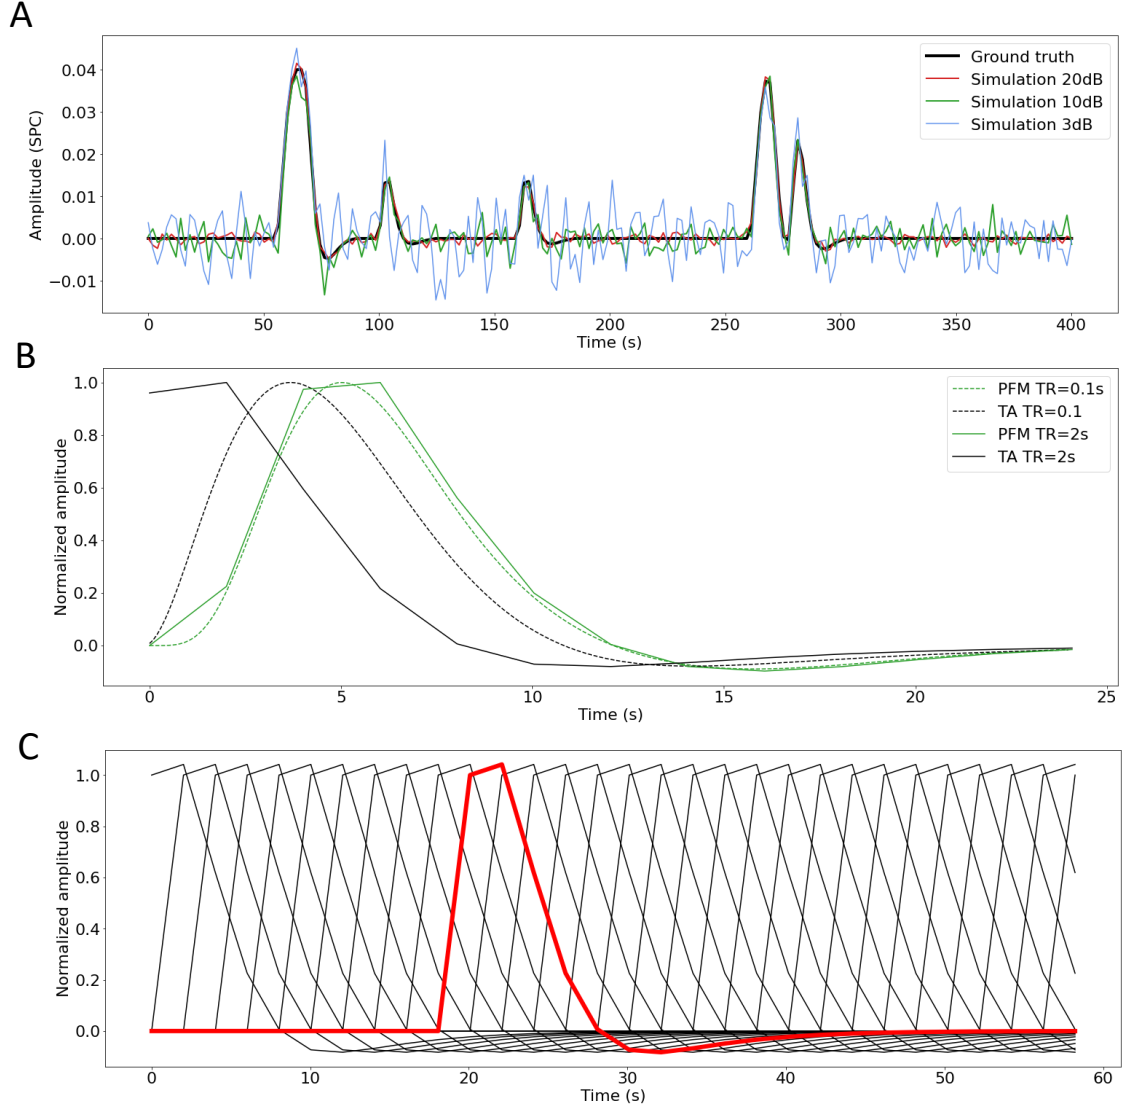 A
Amplitude (SPC)
0.04
0.03
0.02
0.01
0.00
−0.01
Ground truth
Simulation 20dB
Simulation 10dB
Simulation 3dB
0 50 100 150 200 250 300 350 400
Time (s)
B
Normalized amplitude
1.0
0.8
0.6
0.4
0.2
0.0
PFM TR=0.1s
TA TR=0.1
PFM TR=2s
TA TR=2s
0 5 10 15 20 25
Time (s)
C
Normalized amplitude
1.0
0.8
0.6
0.4
0.2
0.0
0 10 20 30 40 50 60
Time (s)